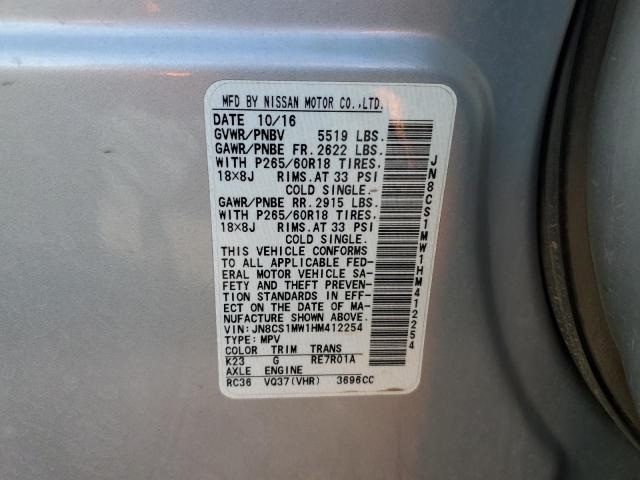 MFD BY NISSAN MOTOR CO.,LTD.
DATE 10/16
GVWR/PNBV 5519 LBS.
GAWR/PNBE FR. 2622 LBS.
WITH P265/60R18 TIRES.
18×8J RIMS. AT 33 PSI
COLD SINGLE.
GAWR/PNBE RR. 2915 LBS.
WITH P265/60R18 TIRES.
18×8J RIMS. AT 33 PSI
COLD SINGLE.
THIS VEHICLE CONFORMS
TO ALL APPLICABLE FED-
ERAL MOTOR VEHICLE SA-
FETY AND THEFT PREVEN-
TION STANDARDS IN EFF-
ECT ON THE DATE OF MA-
NUFACTURE SHOWN ABOVE.
VIN: JN8CS1MW1HM412254
TYPE: MPV
COLOR TRIM TRANS
K23 G RE7R01A
AXLE ENGINE
RC36 VQ37(VHR) 3696CC
JN8CS1MW1HM412254